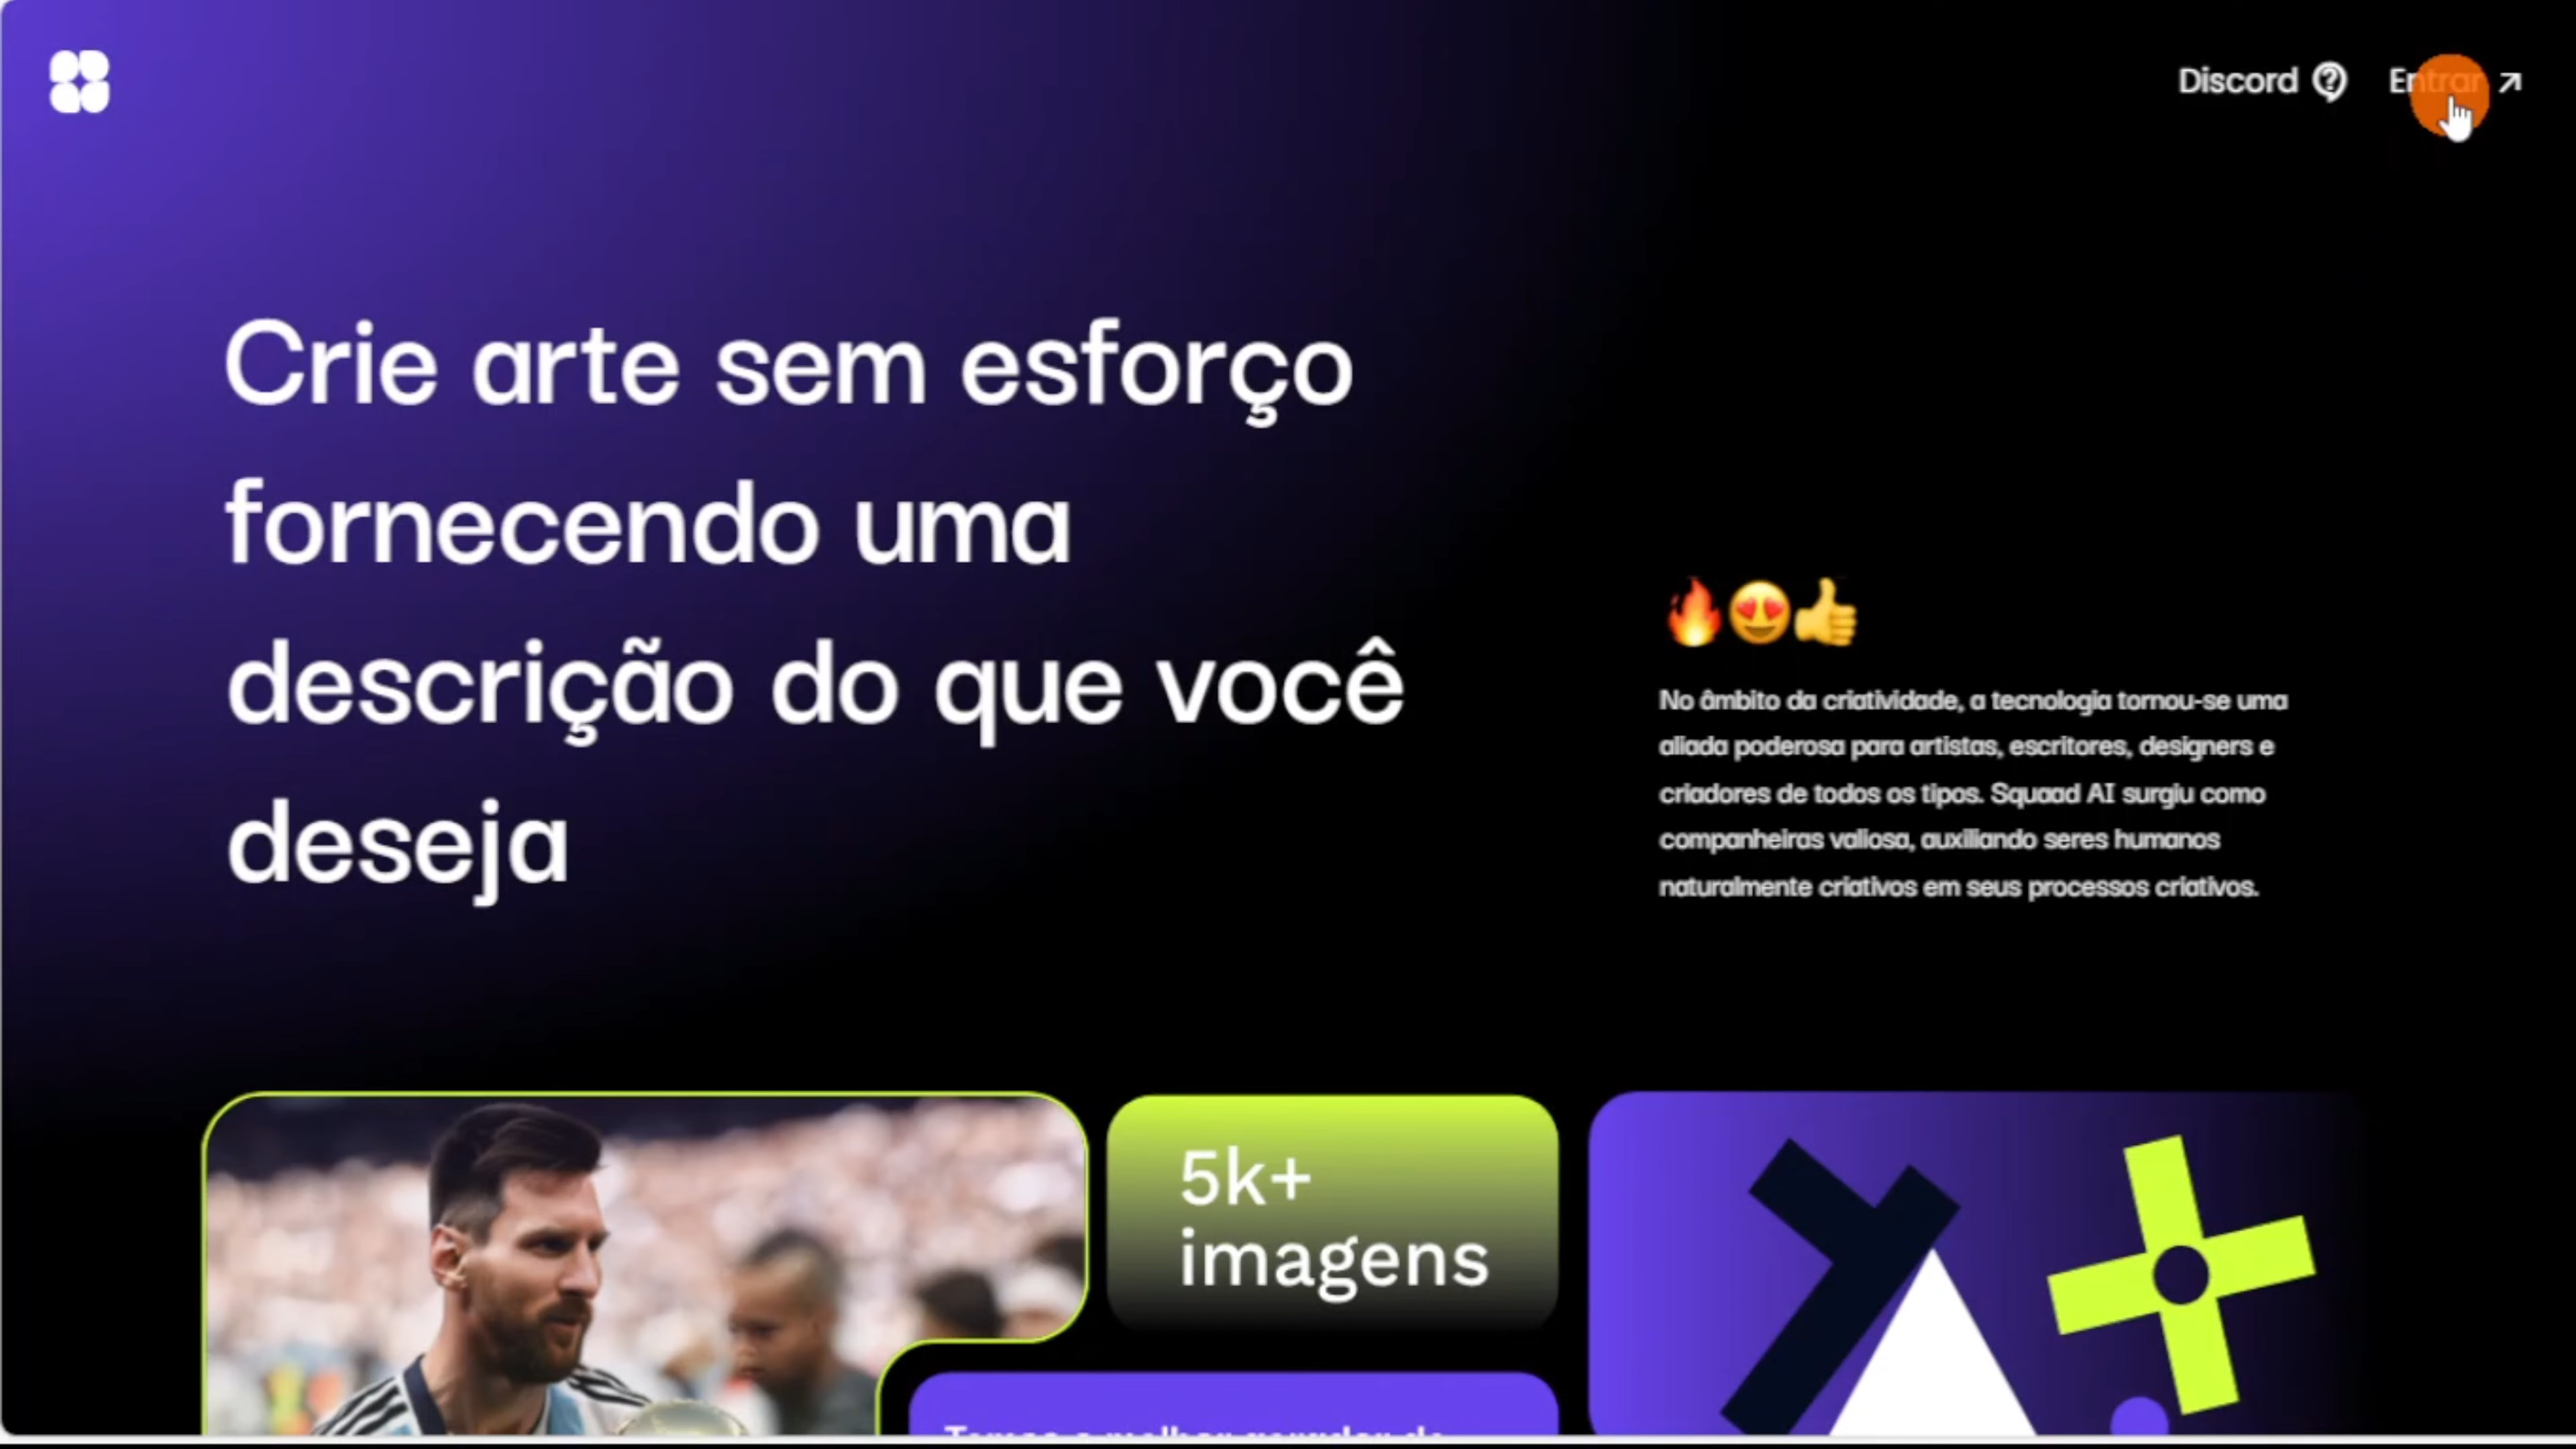 Discord
Entrar
Crie arte sem esforço
fornecendo uma
descrição do que você
deseja
No âmbito da criatividade, a tecnologia tornou-se uma
aliada poderosa para artistas, escritores, designers e
criadores de todos os tipos. Squaad AI surgiu como
companheiras valiosa, auxiliando seres humanos
naturalmente criativos em seus processos criativos.
5k+
imagens